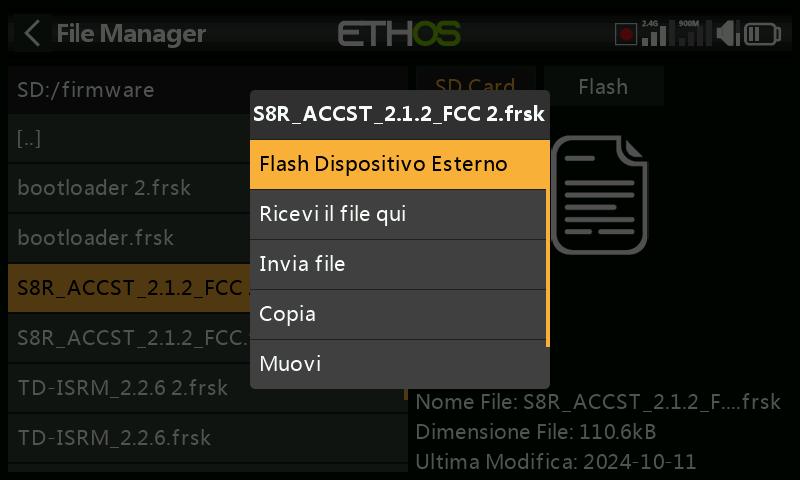 File Manager
ETHOS
2.4G
900M
SD:/firmware
SD Card
Flash
[..]
bootloader 2.frsk
bootloader.frsk
S8R_ACCST_2.1.2_FCC
S8R_ACCST_2.1.2_FCC.
TD-ISRM_2.2.6 2.frsk
TD-ISRM_2.2.6.frsk
S8R_ACCST_2.1.2_FCC 2.frsk
Flash Dispositivo Esterno
Ricevi il file qui
Invia file
Copia
Muovi
Nome File: S8R_ACCST_2.1.2_F....frsk
Dimensione File: 110.6kB
Ultima Modifica: 2024-10-11